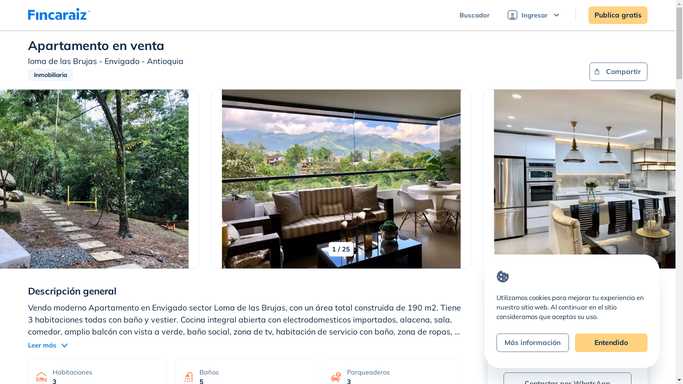 Fincaraiz
Buscador
Ingresar
Publica gratis
Apartamento en venta
loma de las Brujas - Envigado - Antioquia
Inmobiliaria
Compartir
1 / 25
Descripción general
Vendo moderno Apartamento en Envigado sector Loma de las Brujas, con un área total construida de 190 m2. Tiene
3 habitaciones todas con baño y vestier. Cocina integral abierta con electrodomesticos importados, alacena, sala,
comedor, amplio balcón con vista a verde, baño social, zona de tv, habitación de servicio con baño, zona de ropas, ...
Leer más
Habitaciones
3
Baños
5
Parqueaderos
3
Utilizamos cookies para mejorar tu experiencia en
nuestro sitio web. Al continuar en el sitio
consideramos que aceptas su uso.
Más información
Entendido
Contactar por WhatsApp